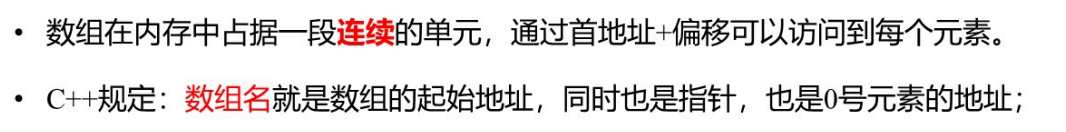 • 数组在内存中占据一段连续的单元，通过首地址+偏移可以访问到每个元素。
• C++规定：数组名就是数组的起始地址，同时也是指针，也是0号元素的地址；